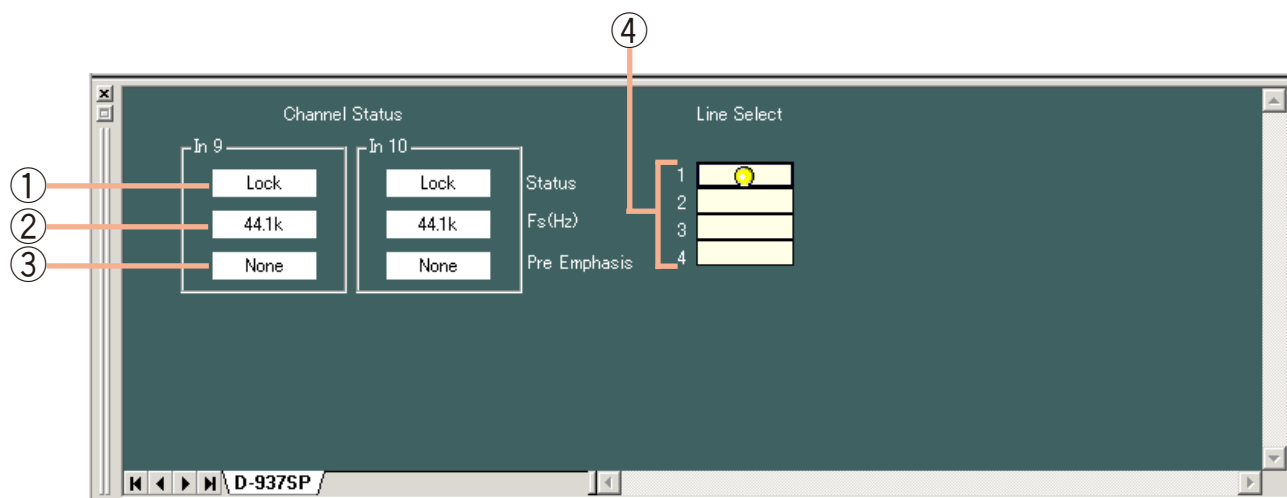 ④
Channel Status
Line Select
In 9
In 10
① Lock Lock Status
② 44.1k 44.1k Fs(Hz)
③ None None Pre Emphasis
1
2
3
4
D-937SP